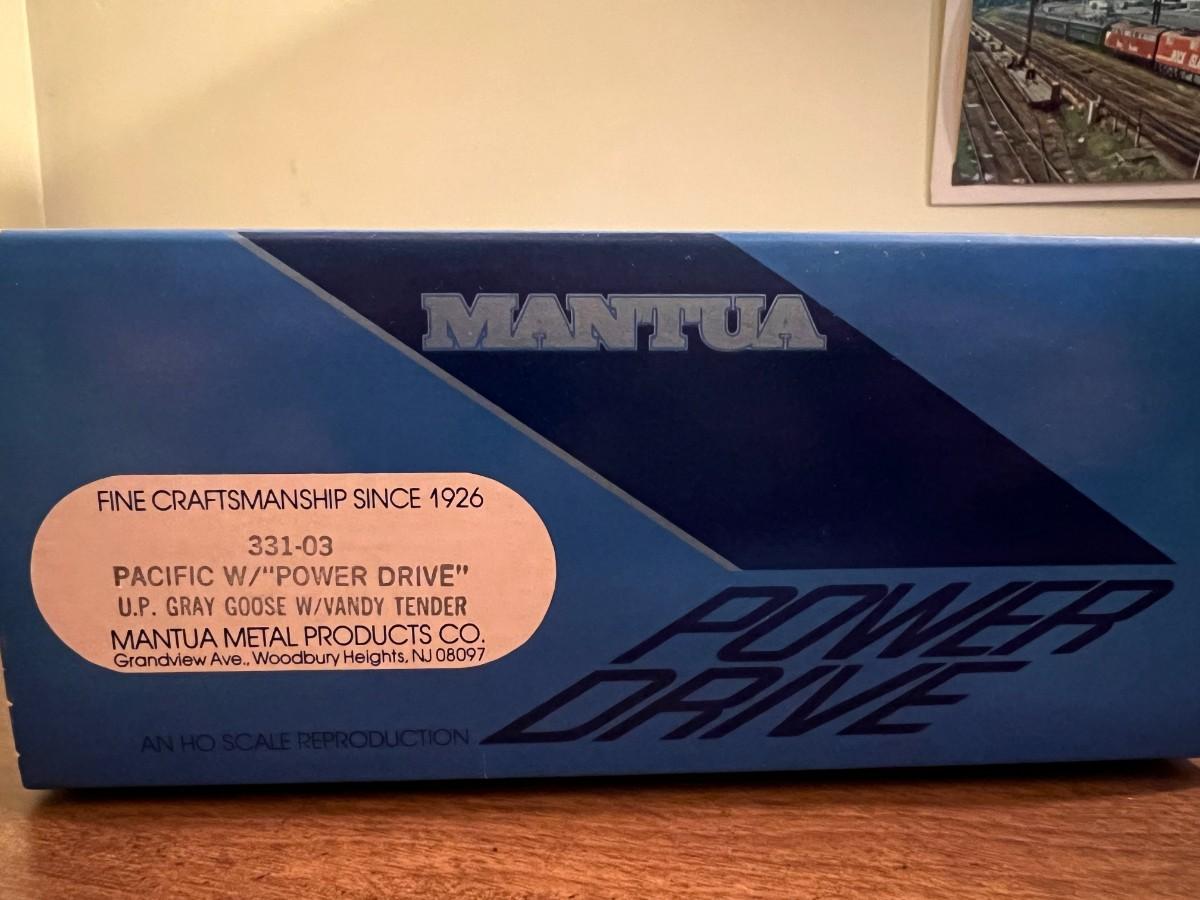 MANTUA
FINE CRAFTSMANSHIP SINCE 1926
331-03
PACIFIC W/"POWER DRIVE"
U.P. GRAY GOOSE W/VANDY TENDER
MANTUA METAL PRODUCTS CO.
Grandview Ave., Woodbury Heights, NJ 08097
AN HO SCALE REPRODUCTION
POWER
DRIVE